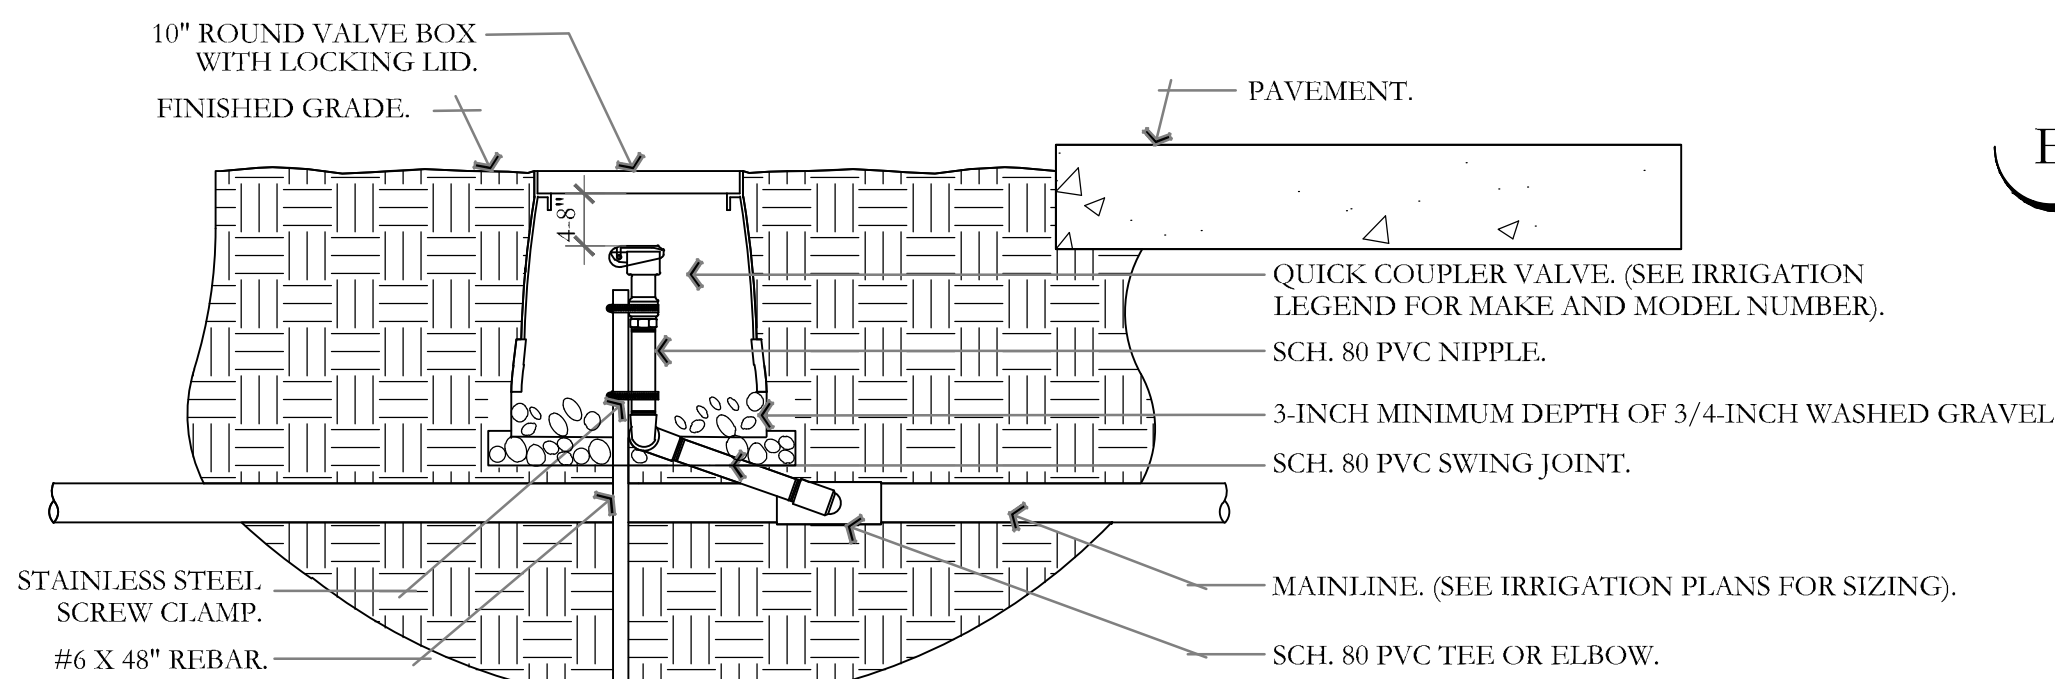 10" ROUND VALVE BOX
WITH LOCKING LID.
FINISHED GRADE.
PAVEMENT.
4-8"
QUICK COUPLER VALVE. (SEE IRRIGATION
LEGEND FOR MAKE AND MODEL NUMBER).
SCH. 80 PVC NIPPLE.
3-INCH MINIMUM DEPTH OF 3/4-INCH WASHED GRAVEL
SCH. 80 PVC SWING JOINT.
STAINLESS STEEL
SCREW CLAMP.
#6 X 48" REBAR.
MAINLINE. (SEE IRRIGATION PLANS FOR SIZING).
SCH. 80 PVC TEE OR ELBOW.